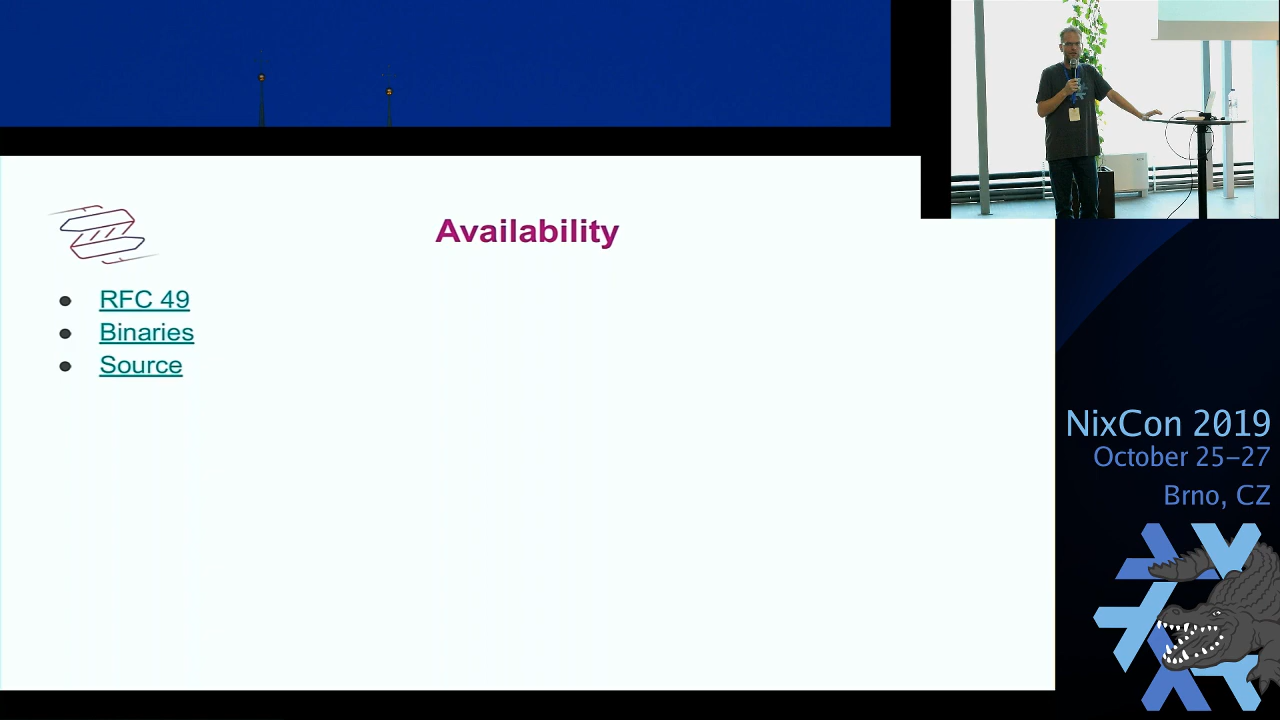 Availability
RFC 49
Binaries
Source
NixCon 2019
October 25–27
Brno, CZ